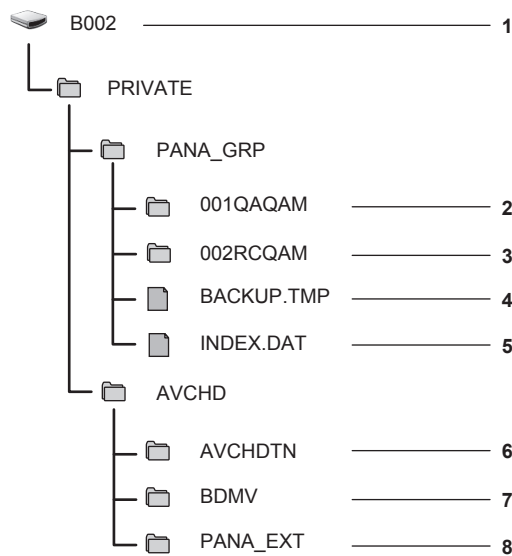 B002 1
PRIVATE
PANA_GRP
001QAQAM 2
002RCQAM 3
BACKUP.TMP 4
INDEX.DAT 5
AVCHD
AVCHDTN 6
BDMV 7
PANA_EXT 8